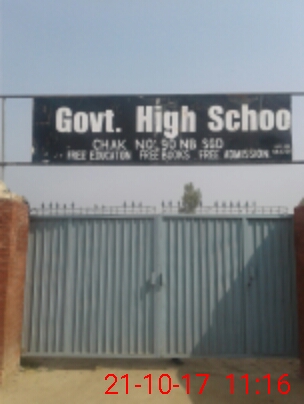 Govt. High Schoo
CHAK NO. 90 NB SGD
FREE EDUCATION FREE BOOKS FREE ADMISSION
21-10-17 11:16